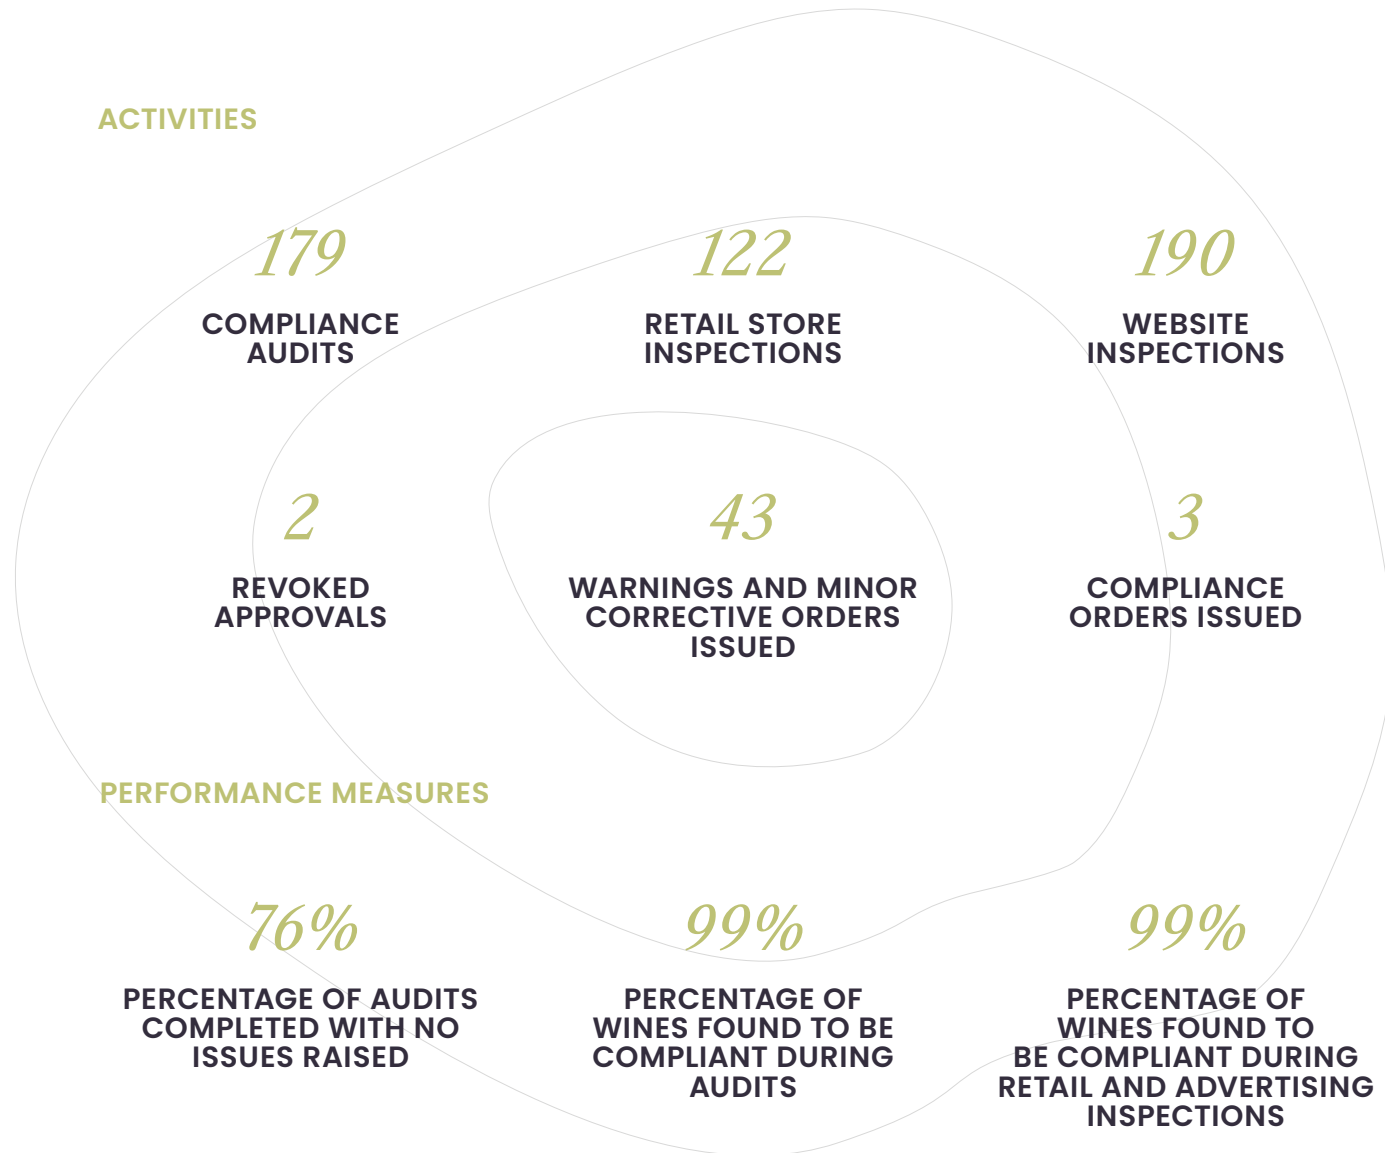 ACTIVITIES
179
COMPLIANCE
AUDITS
122
RETAIL STORE
INSPECTIONS
190
WEBSITE
INSPECTIONS
2
REVOKED
APPROVALS
43
WARNINGS AND MINOR
CORRECTIVE ORDERS
ISSUED
3
COMPLIANCE
ORDERS ISSUED
PERFORMANCE MEASURES
76%
PERCENTAGE OF AUDITS
COMPLETED WITH NO
ISSUES RAISED
99%
PERCENTAGE OF
WINES FOUND TO BE
COMPLIANT DURING
AUDITS
99%
PERCENTAGE OF
WINES FOUND TO
BE COMPLIANT DURING
RETAIL AND ADVERTISING
INSPECTIONS